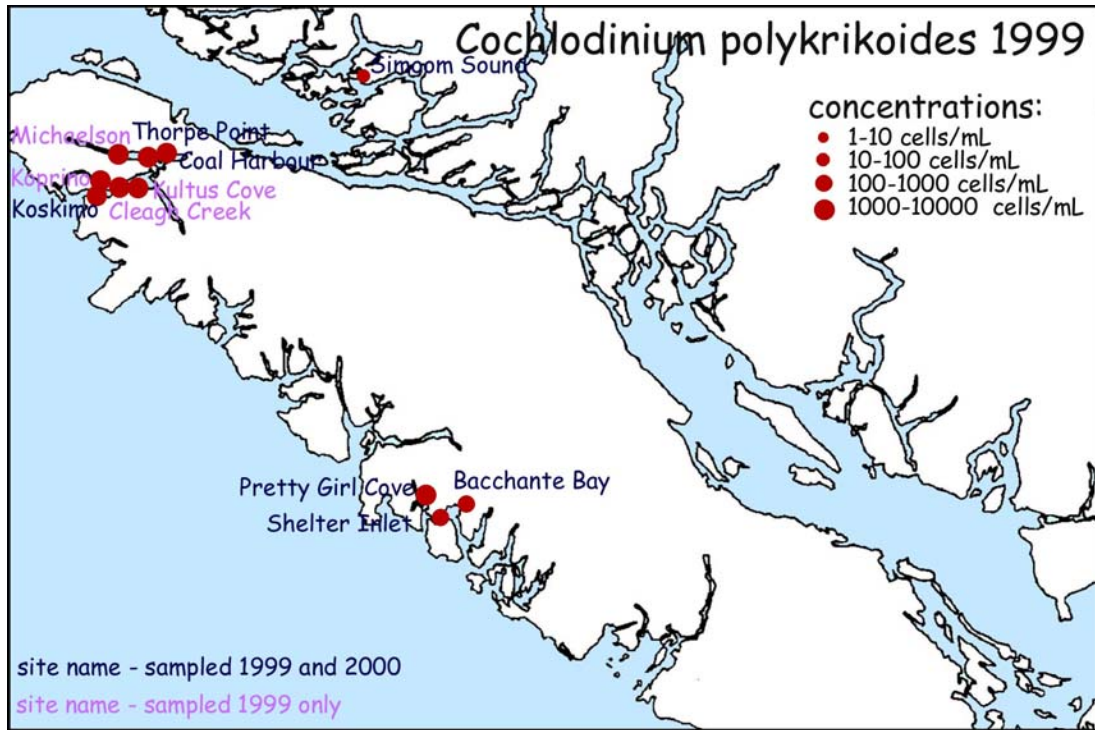 Cochlodinium polykrikoides 1999
Simoom Sound
concentrations:
1-10 cells/mL
10-100 cells/mL
100-1000 cells/mL
1000-10000 cells/mL
Michaelson
Thorpe Point
Coal Harbour
Koprino
Kultus Cove
Koskimo
Cleagh Creek
Pretty Girl Cove
Bacchante Bay
Shelter Inlet
site name - sampled 1999 and 2000
site name - sampled 1999 only